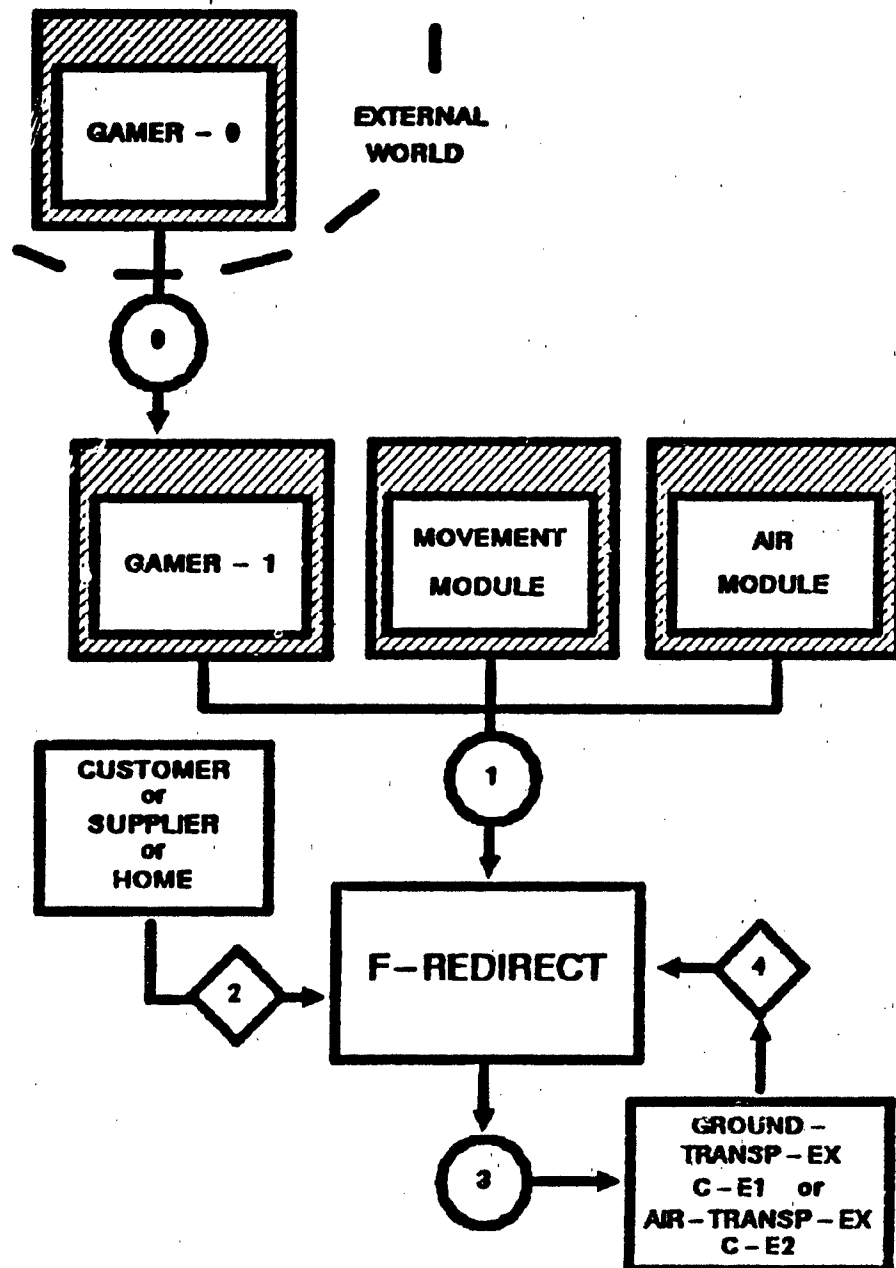 GAMER - 0
EXTERNAL
WORLD
0
GAMER - 1
MOVEMENT
MODULE
AIR
MODULE
1
CUSTOMER
or
SUPPLIER
or
HOME
F-REDIRECT
2
4
3
GROUND -
TRANSP - EX
C - E1 or
AIR - TRANSP - EX
C - E2